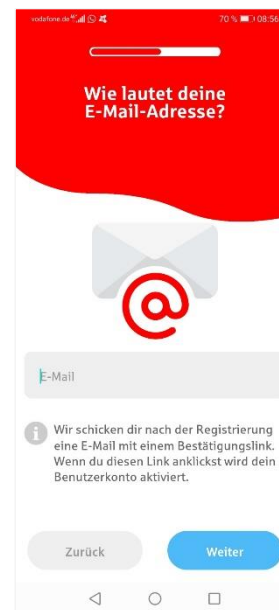 vodafone.de
70 % 08:56
Wie lautet deine
E-Mail-Adresse?
@
E-Mail
i
Wir schicken dir nach der Registrierung
eine E-Mail mit einem Bestätigungslink.
Wenn du diesen Link anklickst wird dein
Benutzerkonto aktiviert.
Zurück
Weiter